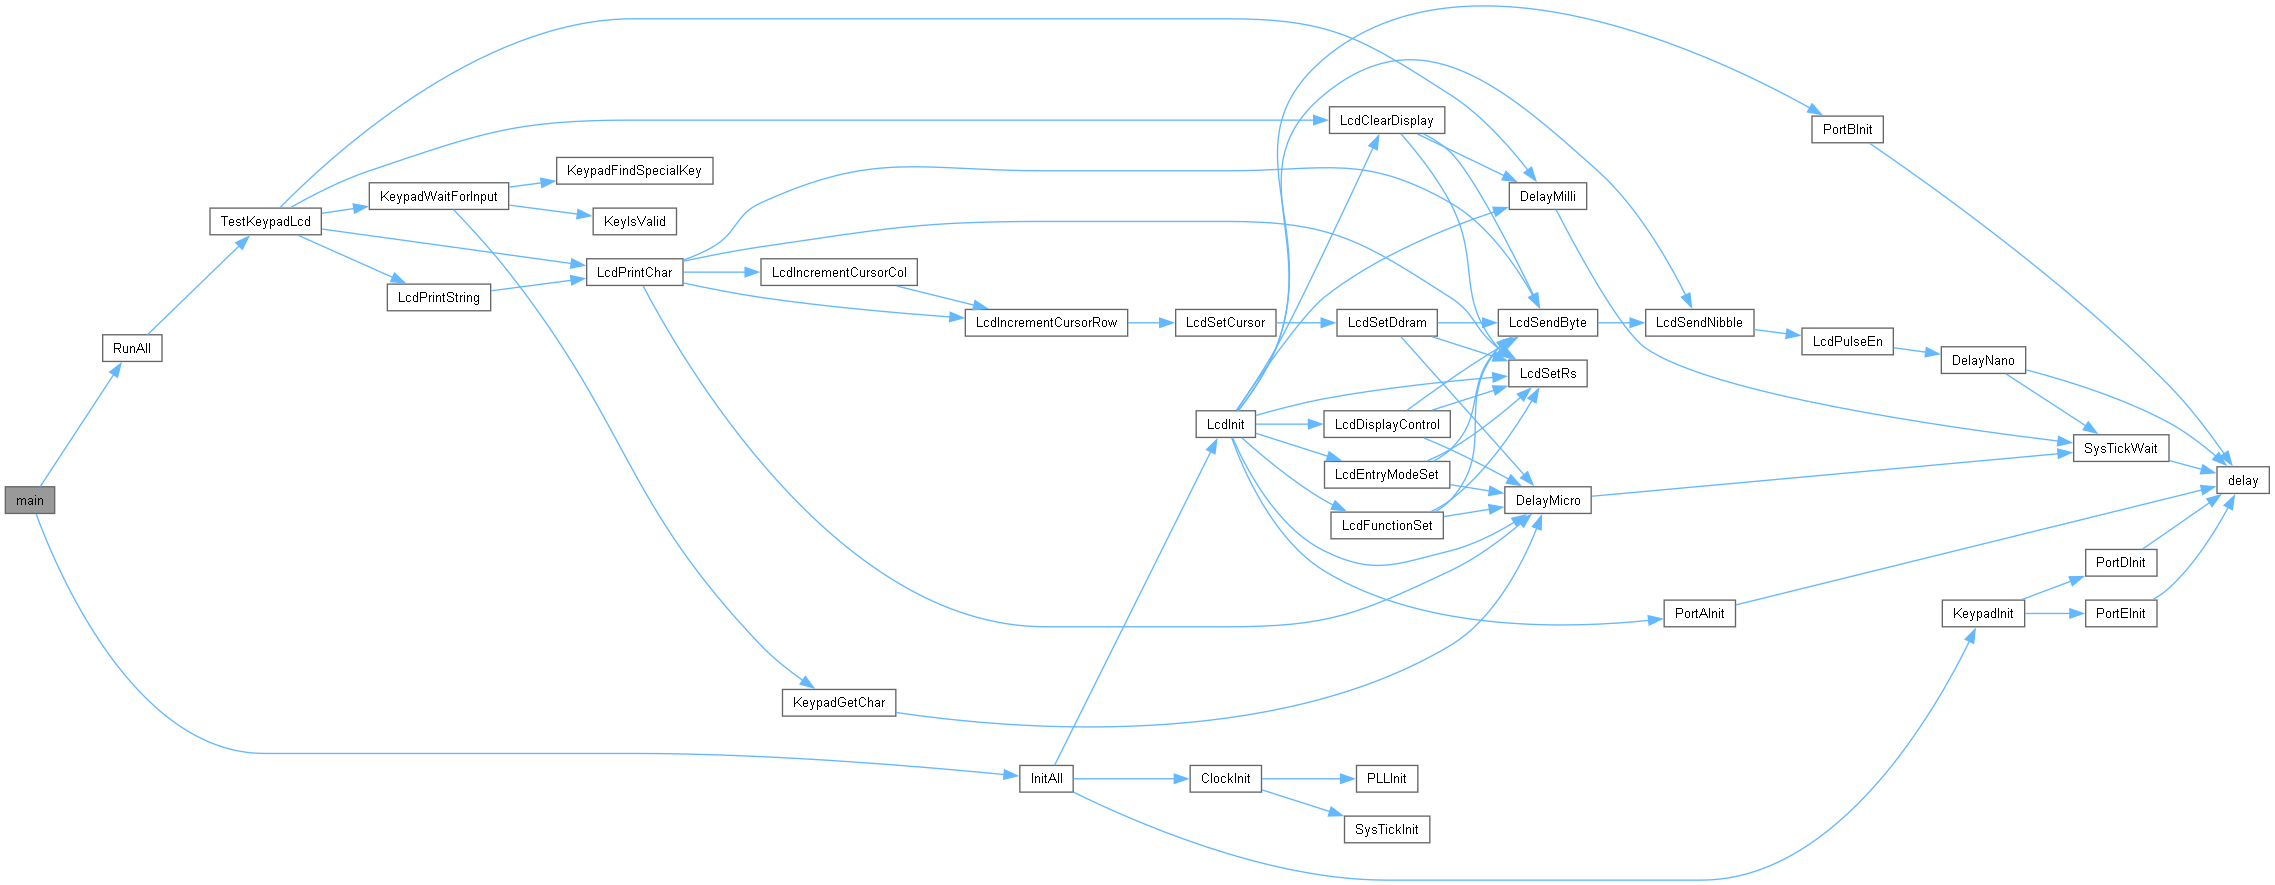 main
RunAll
TestKeypadLcd
KeypadWaitForInput
LcdPrintString
KeypadFindSpecialKey
KeyIsValid
LcdPrintChar
LcdIncrementCursorCol
KeypadGetChar
LcdIncrementCursorRow
InitAll
LcdSetCursor
LcdInit
ClockInit
LcdClearDisplay
LcdSetDdram
LcdDisplayControl
LcdEntryModeSet
LcdFunctionSet
PLLInit
SysTickInit
DelayMilli
LcdSendByte
LcdSetRs
DelayMicro
LcdSendNibble
PortAInit
PortBInit
LcdPulseEn
DelayNano
KeypadInit
SysTickWait
PortDInit
PortEInit
delay